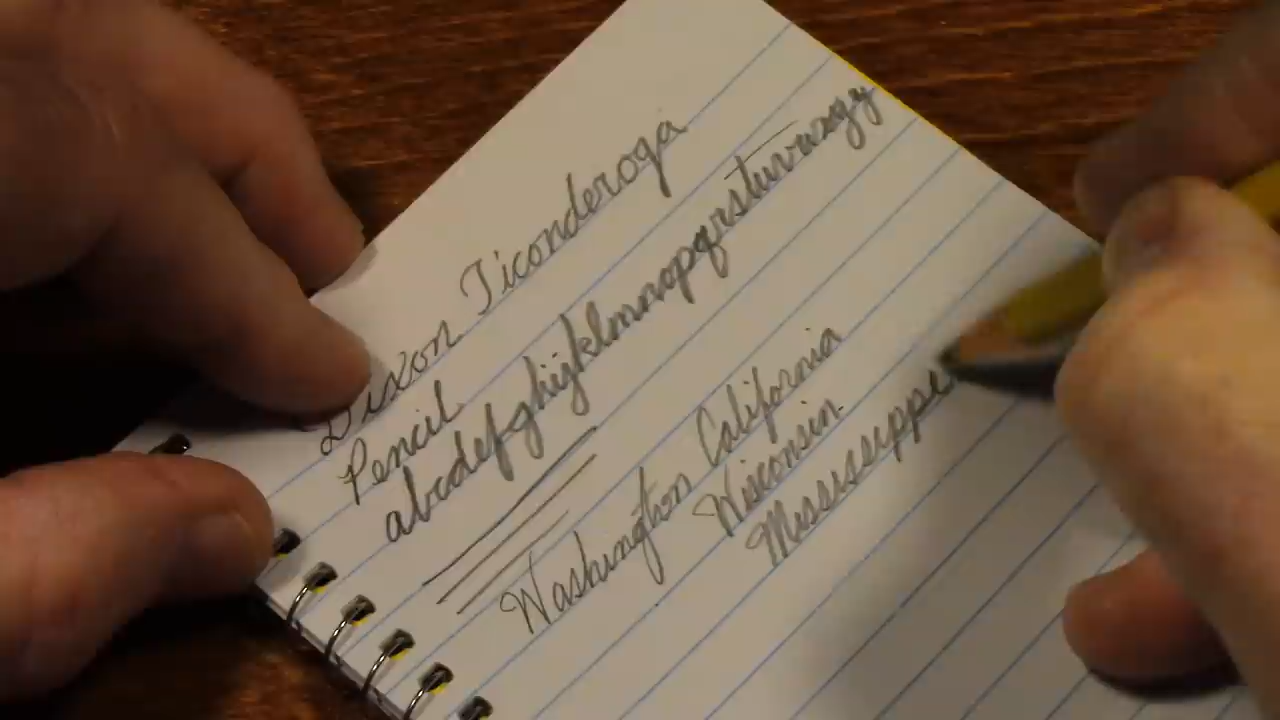 Dixon Ticonderoga
Pencil
abcdefghijklmnopqrstuvwxyz
Washington California
Wisconsin
Mississippi